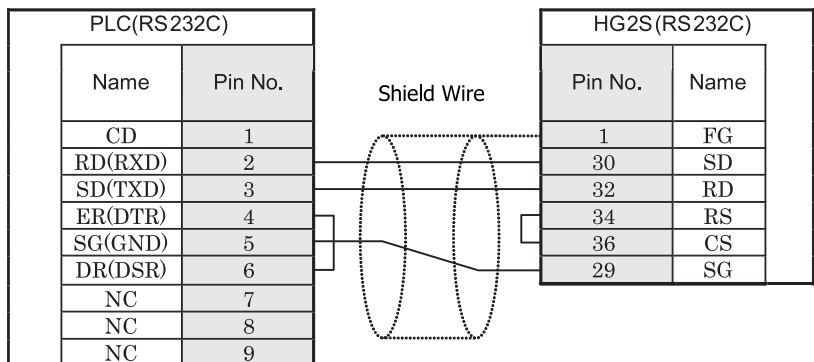 PLC(RS232C) HG2S(RS232C)
Name Pin No. Shield Wire Pin No. Name
CD 1 1 FG
RD(RXD) 2 30 SD
SD(TXD) 3 32 RD
ER(DTR) 4 34 RS
SG(GND) 5 36 CS
DR(DSR) 6 29 SG
NC 7
NC 8
NC 9